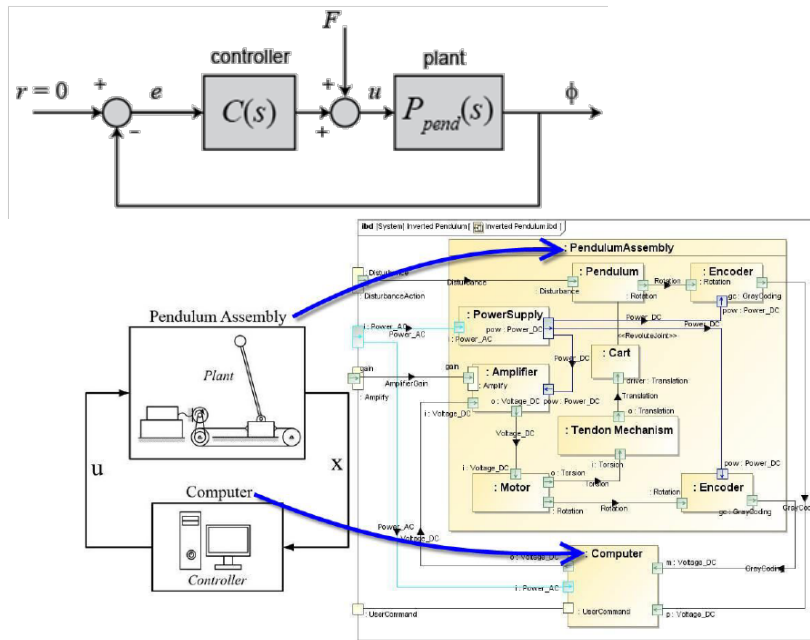 F
controller
plant
r = 0
+
e
C(s)
+
+
u
P_pend(s)
ϕ
−
ibd [System] Inverted Pendulum[ Inverted Pendulum ibd ]
: PendulumAssembly
Disturbance
: DisturbanceAction
Disturbance
Disturbance
: Pendulum
: Rotation
Rotation
: Encoder
: Rotation
gc : GrayCoding
pow : Power_DC
i : Power_AC
Power_AC
: PowerSupply
i : Power_AC
pow : Power_DC
Power_DC
Power_DC
Power_DC
<<RevoluteJoint>>
: Cart
driver : Translation
Translation
o : Translation
gain
: Amplify
AmplifierGain
gain
: Amplifier
: Amplify
o : Voltage_DC
pow : Power_DC
i : Voltage_DC
Voltage_DC
: Tendon Mechanism
i : Torsion
i : Voltage_DC
o : Torsion
Torsion
: Motor
: Rotation
Rotation
: Rotation
pow : Power_DC
: Encoder
gc : GrayCoding
Power_AC
Voltage_DC
: Computer
m : Voltage_DC
GrayCoding
i : Power_AC
: UserCommand
: UserCommand
p : Voltage_DC
Pendulum Assembly
Plant
u
x
Computer
Controller